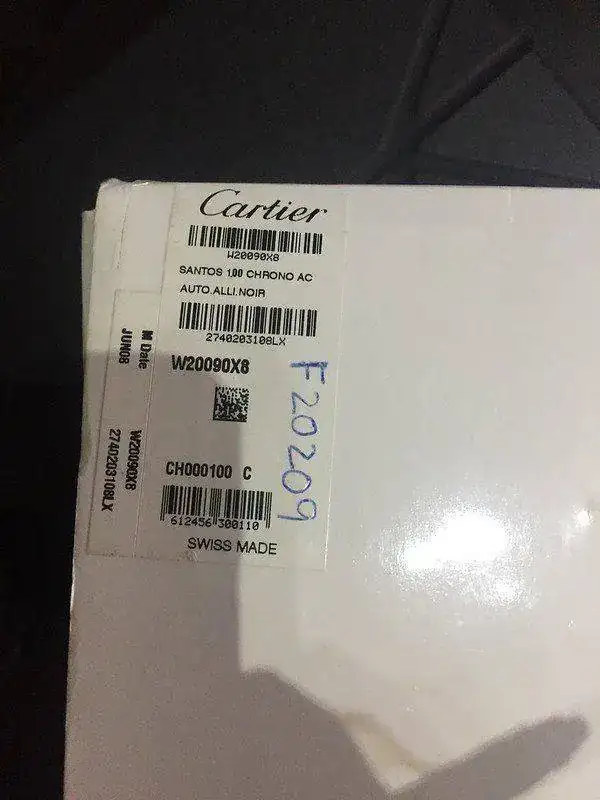 Cartier
W20090X8
SANTOS 100 CHRONO AC
AUTO.ALLI.NOIR
2740203108LX
W20090X8
CH000100 C
612456 300110
SWISS MADE
F20209
M Date
JUN08
W20090X8
2740203108LX